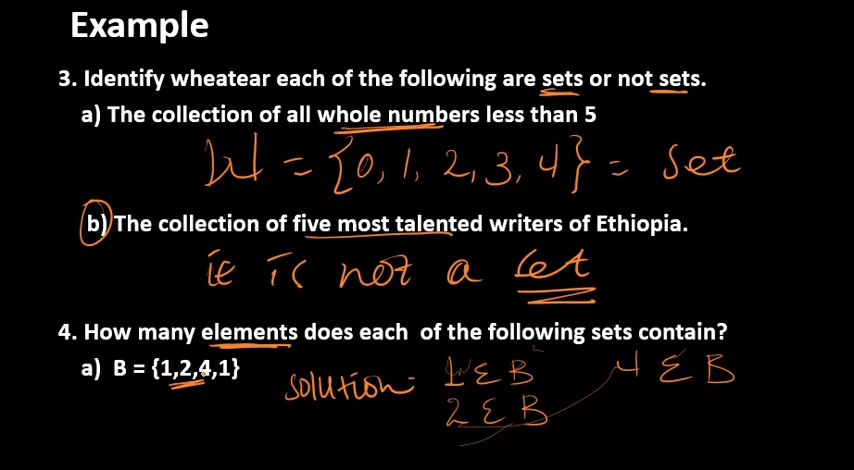 Example
3. Identify wheatear each of the following are sets or not sets.
a) The collection of all whole numbers less than 5
W = {0, 1, 2, 3, 4} = set
b) The collection of five most talented writers of Ethiopia.
it is not a set
4. How many elements does each of the following sets contain?
a) B = {1,2,4,1}
solution: 1 ∈ B 4 ∈ B
2 ∈ B